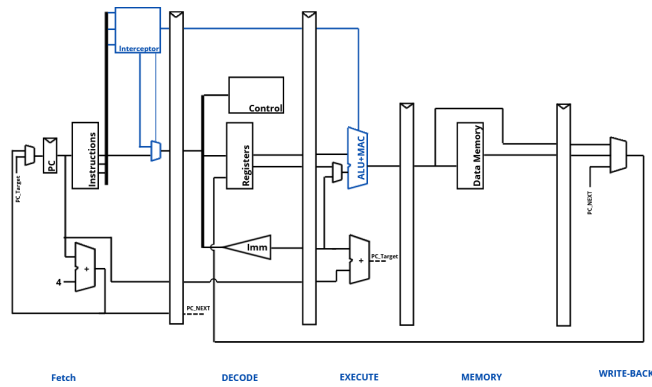 Interceptor
Control
PC_Target
PC
Instructions
Registers
ALU+MAC
Data Memory
PC_NEXT
Imm
+
+
PC_Target
4
PC_NEXT
Fetch
DECODE
EXECUTE
MEMORY
WRITE-BACK